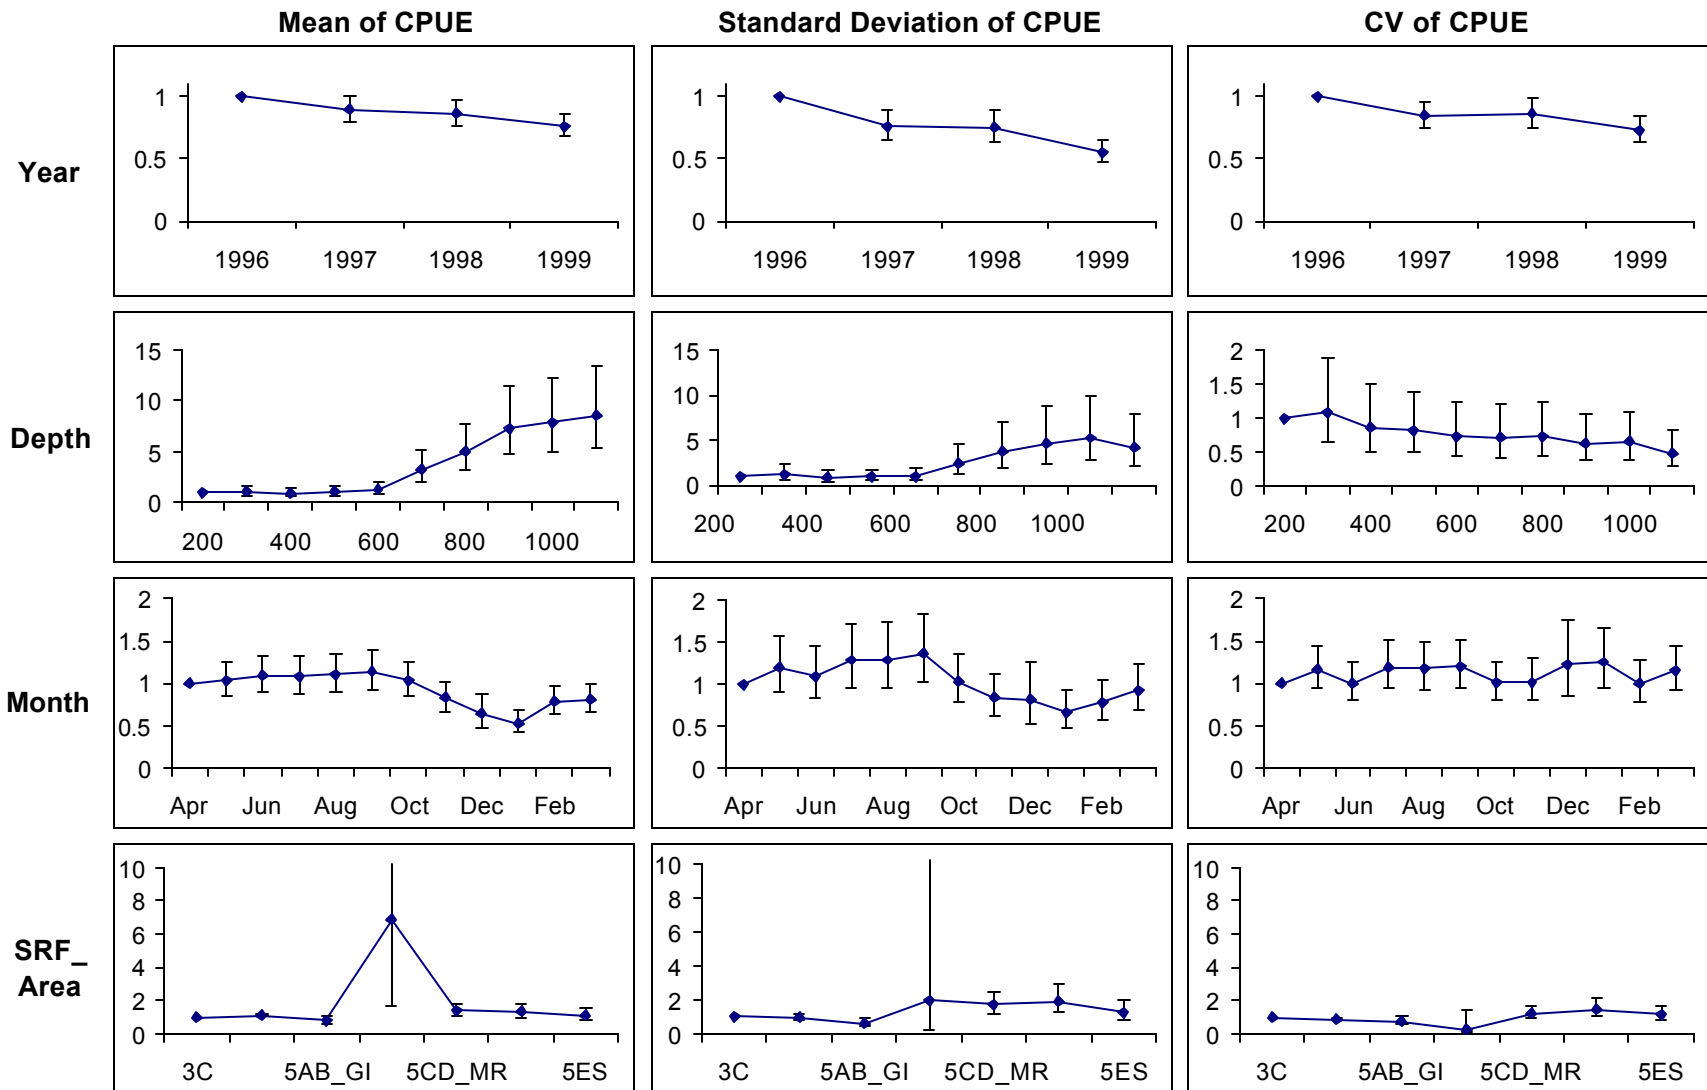 Mean of CPUE Standard Deviation of CPUE CV of CPUE
Year
1 1 1
0.5 0.5 0.5
0 0 0
1996 1997 1998 1999 1996 1997 1998 1999 1996 1997 1998 1999
Depth
15 15 2
10 10 1.5
5 5 1
0 0 0.5
0
200 400 600 800 1000 200 400 600 800 1000 200 400 600 800 1000
Month
2 2 2
1.5 1.5 1.5
1 1 1
0.5 0.5 0.5
0 0 0
Apr Jun Aug Oct Dec Feb Apr Jun Aug Oct Dec Feb Apr Jun Aug Oct Dec Feb
SRF_
Area
10 10 10
8 8 8
6 6 6
4 4 4
2 2 2
0 0 0
3C 5AB_GI 5CD_MR 5ES 3C 5AB_GI 5CD_MR 5ES 3C 5AB_GI 5CD_MR 5ES